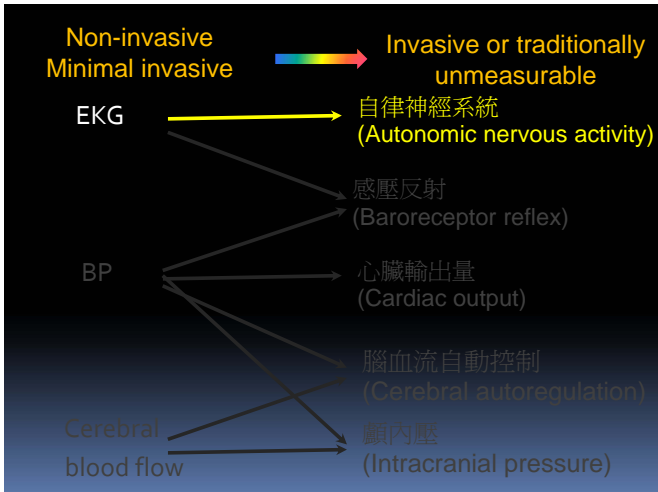 Non-invasive
Minimal invasive
Invasive or traditionally
unmeasurable
EKG
自律神經系統
(Autonomic nervous activity)
感壓反射
(Baroreceptor reflex)
BP
心臟輸出量
(Cardiac output)
腦血流自動控制
(Cerebral autoregulation)
Cerebral
blood flow
顱內壓
(Intracranial pressure)